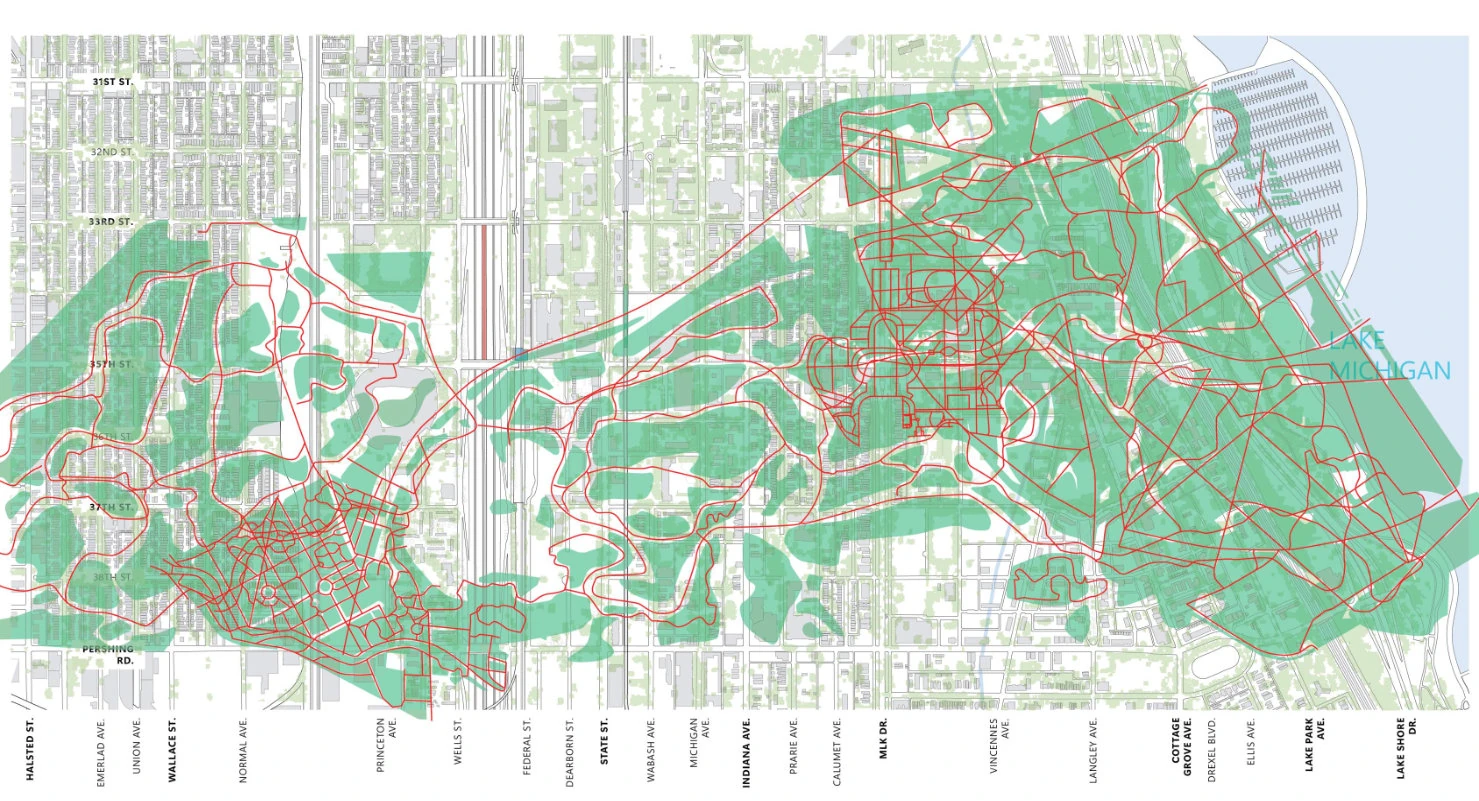 31ST ST.
32ND ST.
33RD ST.
35TH ST.
36TH ST.
37TH ST.
38TH ST.
PERSHING
RD.
LAKE
MICHIGAN
HALSTED ST.
EMERLAD AVE.
UNION AVE.
WALLACE ST.
NORMAL AVE.
PRINCETON
AVE.
WELLS ST.
FEDERAL ST.
DEARBORN ST.
STATE ST.
WABASH AVE.
MICHIGAN
AVE.
INDIANA AVE.
PRARIE AVE.
CALUMET AVE.
MLK DR.
VINCENNES
AVE.
LANGLEY AVE.
COTTAGE
GROVE AVE.
DREXEL BLVD.
ELLIS AVE.
LAKE PARK
AVE.
LAKE SHORE
DR.